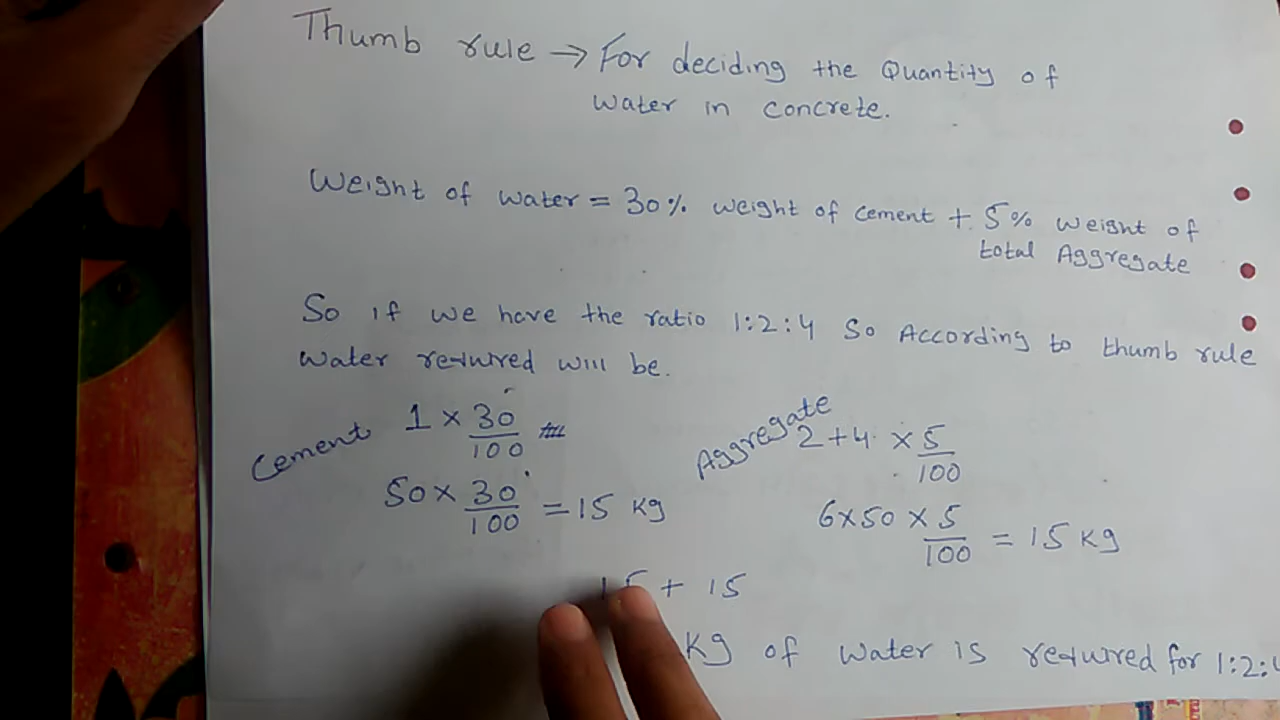 Thumb rule → For deciding the Quantity of
water in concrete.
Weight of water = 30% weight of cement + 5% weight of
total Aggregate
So if we have the ratio 1:2:4 So According to thumb rule
water required will be.
Cement 1 × 30/100
Aggregate 2+4 × 5/100
50 × 30/100 = 15 kg
6×50 × 5/100 = 15 kg
+ 15
kg of water is required for 1:2:4